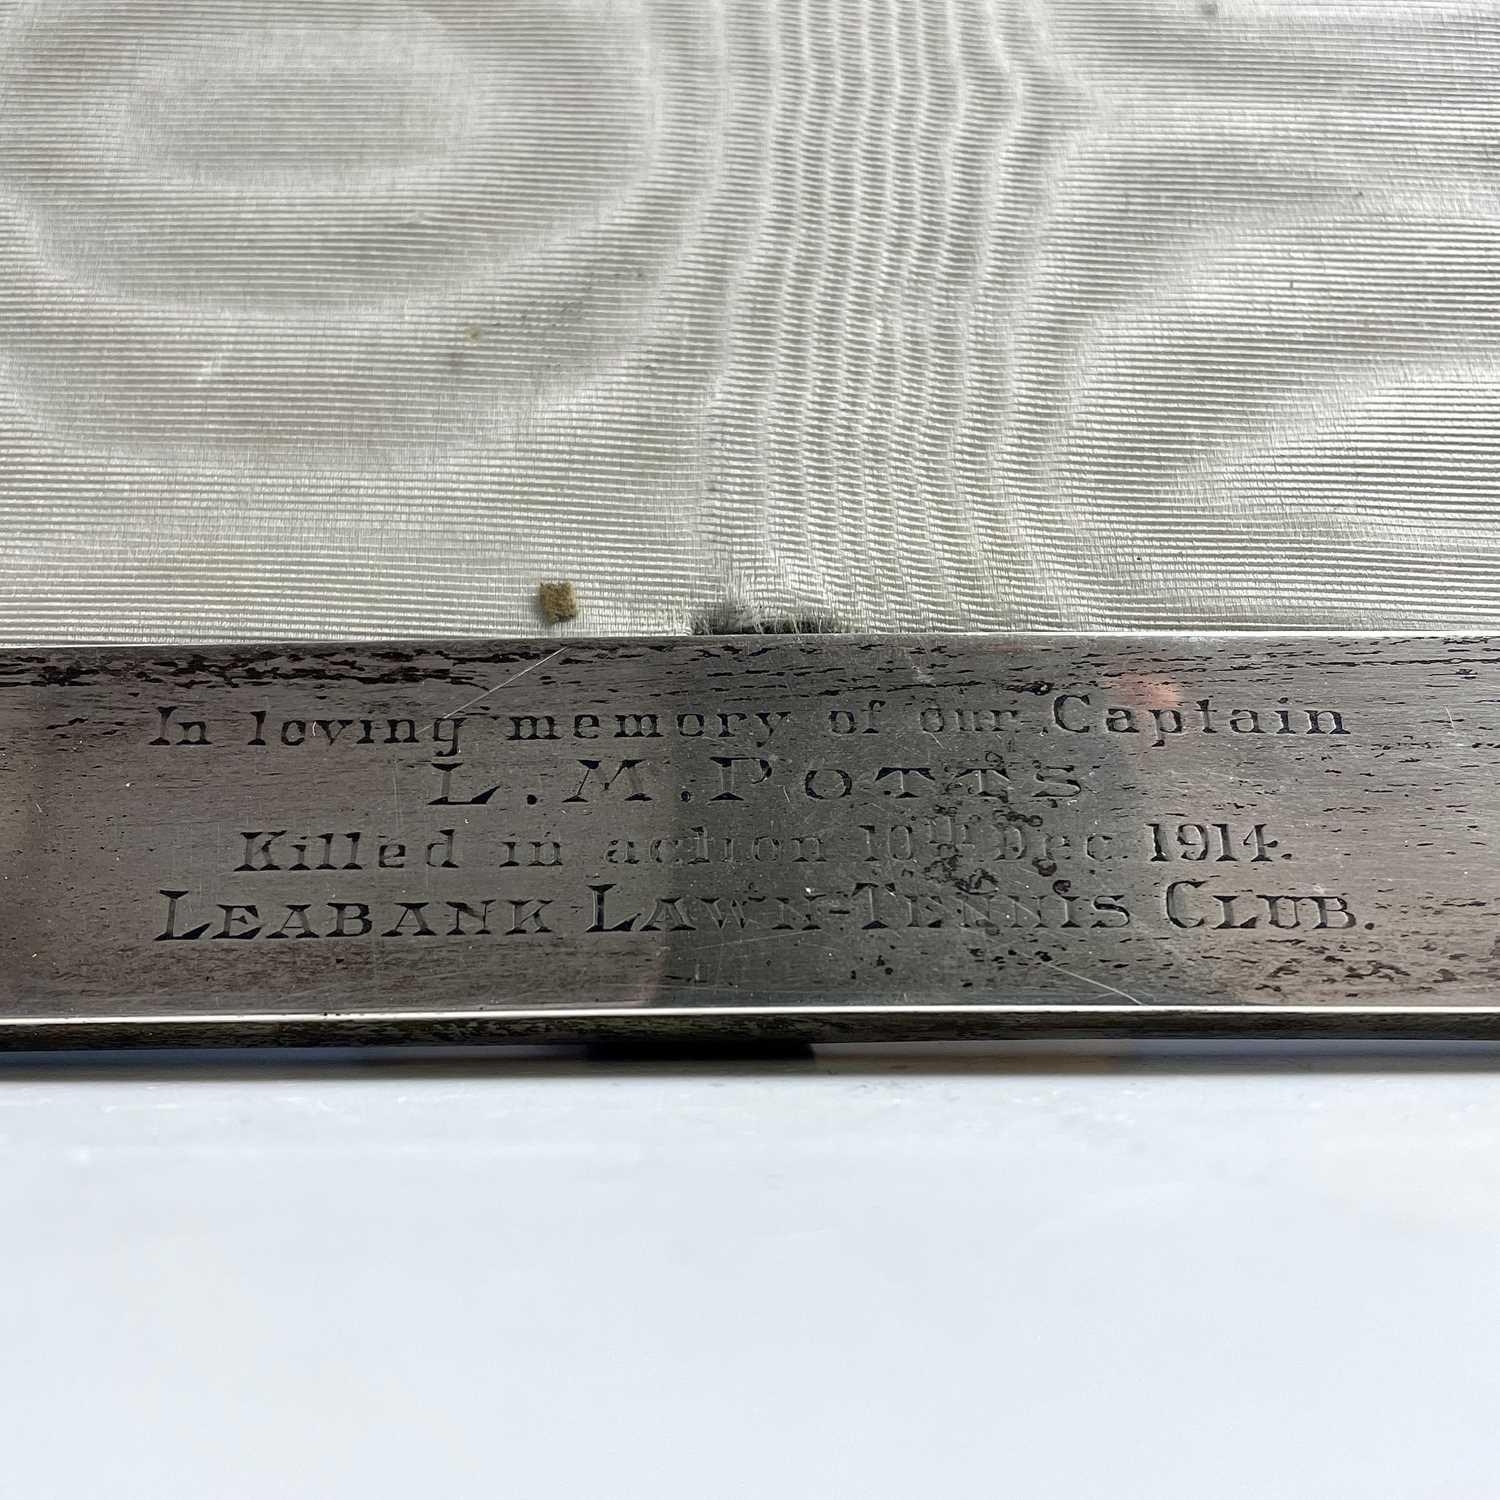 In loving memory of our Captain
L. M. POTTS
Killed in action 10th Dec. 1914.
LEABANK LAWN-TENNIS CLUB.